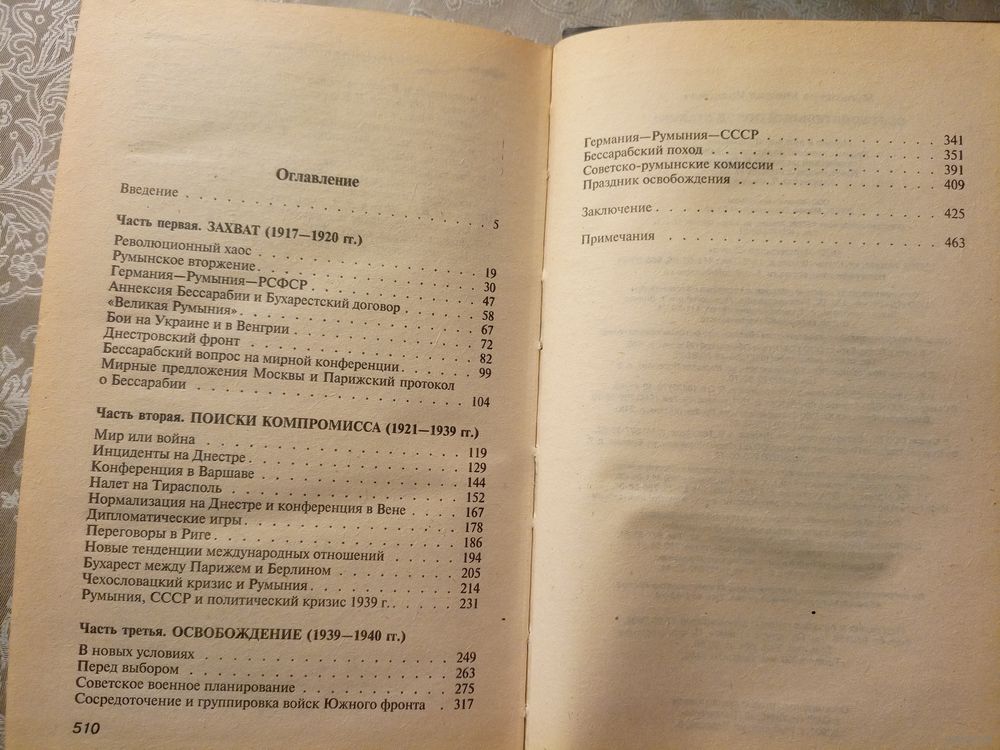 Оглавление
Введение . . . . . . . . . . . . . . . . . . . . . . . 5
Часть первая. ЗАХВАТ (1917—1920 гг.)
Революционный хаос . . . . . . . . . . . . . . . . . . 19
Румынское вторжение . . . . . . . . . . . . . . . . . . 30
Германия—Румыния—РСФСР . . . . . . . . . . . . . . . . 47
Аннексия Бессарабии и Бухарестский договор . . . . . . 58
«Великая Румыния» . . . . . . . . . . . . . . . . . . . 67
Бои на Украине и в Венгрии . . . . . . . . . . . . . . 72
Днестровский фронт . . . . . . . . . . . . . . . . . . 82
Бессарабский вопрос на мирной конференции . . . . . . . 99
Мирные предложения Москвы и Парижский протокол
о Бессарабии . . . . . . . . . . . . . . . . . . . . . 104
Часть вторая. ПОИСКИ КОМПРОМИССА (1921—1939 гг.)
Мир или война . . . . . . . . . . . . . . . . . . . . . 119
Инциденты на Днестре . . . . . . . . . . . . . . . . . 129
Конференция в Варшаве . . . . . . . . . . . . . . . . . 144
Налет на Тирасполь . . . . . . . . . . . . . . . . . . 152
Нормализация на Днестре и конференция в Вене . . . . . 167
Дипломатические игры . . . . . . . . . . . . . . . . . 178
Переговоры в Риге . . . . . . . . . . . . . . . . . . . 186
Новые тенденции международных отношений . . . . . . . . 194
Бухарест между Парижем и Берлином . . . . . . . . . . . 205
Чехословацкий кризис и Румыния . . . . . . . . . . . . 214
Румыния, СССР и политический кризис 1939 г. . . . . . . 231
Часть третья. ОСВОБОЖДЕНИЕ (1939—1940 гг.)
В новых условиях . . . . . . . . . . . . . . . . . . . 249
Перед выбором . . . . . . . . . . . . . . . . . . . . . 263
Советское военное планирование . . . . . . . . . . . . 275
Сосредоточение и группировка войск Южного фронта . 317
510
Германия—Румыния—СССР . . . . . . . . . . . . . . . . . 341
Бессарабский поход . . . . . . . . . . . . . . . . . . 351
Советско-румынские комиссии . . . . . . . . . . . . . . 391
Праздник освобождения . . . . . . . . . . . . . . . . . 409
Заключение . . . . . . . . . . . . . . . . . . . . . . 425
Примечания . . . . . . . . . . . . . . . . . . . . . . 463